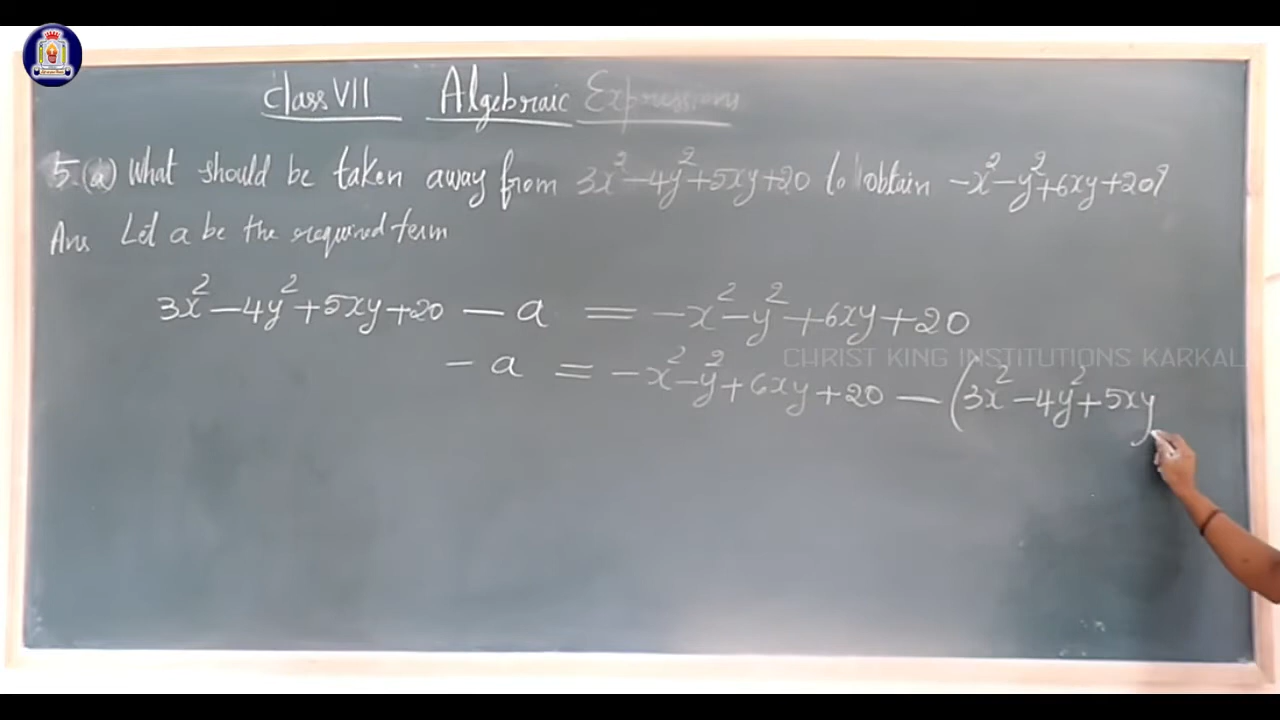 Class VII Algebraic Expressions
5.(a) What should be taken away from 3x²-4y²+5xy+20 to obtain -x²-y²+6xy+20?
Ans Let a be the required term
3x²-4y²+5xy+20 - a = -x²-y²+6xy+20
CHRIST KING INSTITUTIONS KARKAL
- a = -x²-y²+6xy+20 - (3x²-4y²+5xy